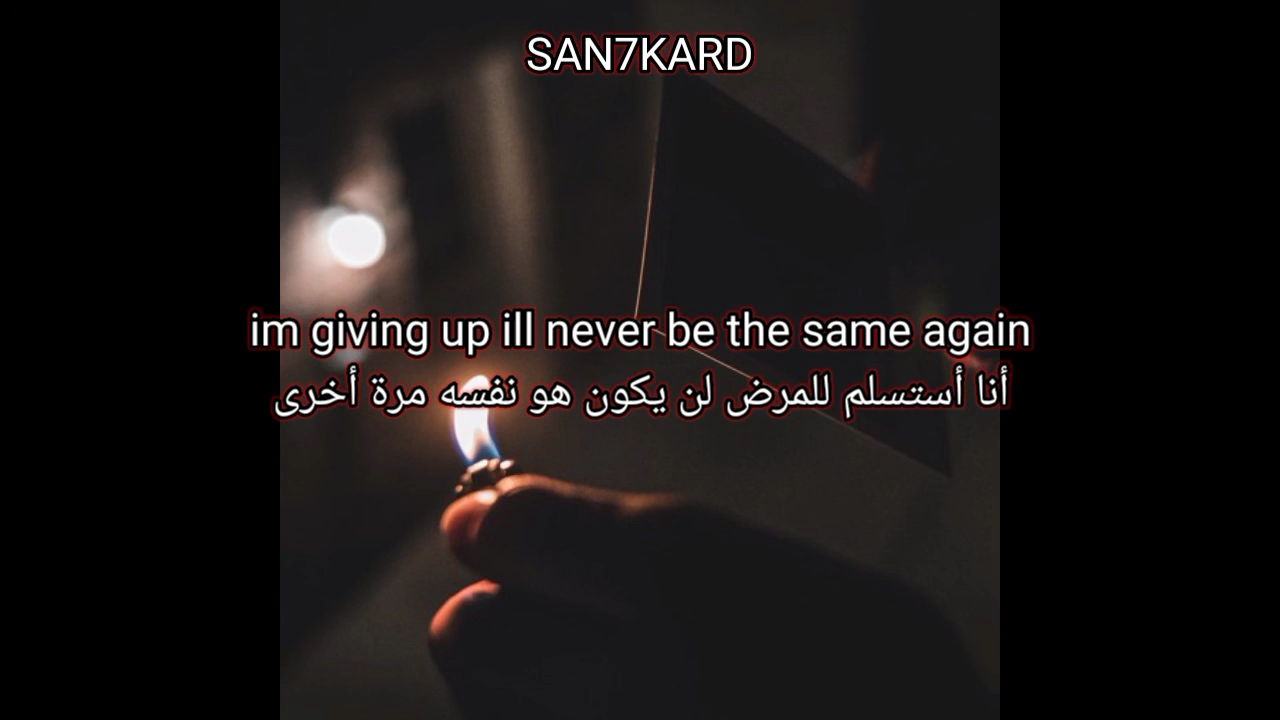 SAN7KARD
im giving up ill never be the same again
أنا أستسلم للمرض لن يكون هو نفسه مرة أخرى